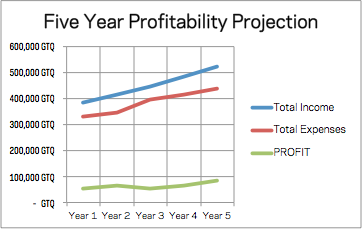 Five Year Profitability Projection
600,000 GTQ
500,000 GTQ
400,000 GTQ
300,000 GTQ
200,000 GTQ
100,000 GTQ
- GTQ
Year 1 Year 2 Year 3 Year 4 Year 5
Total Income
Total Expenses
PROFIT